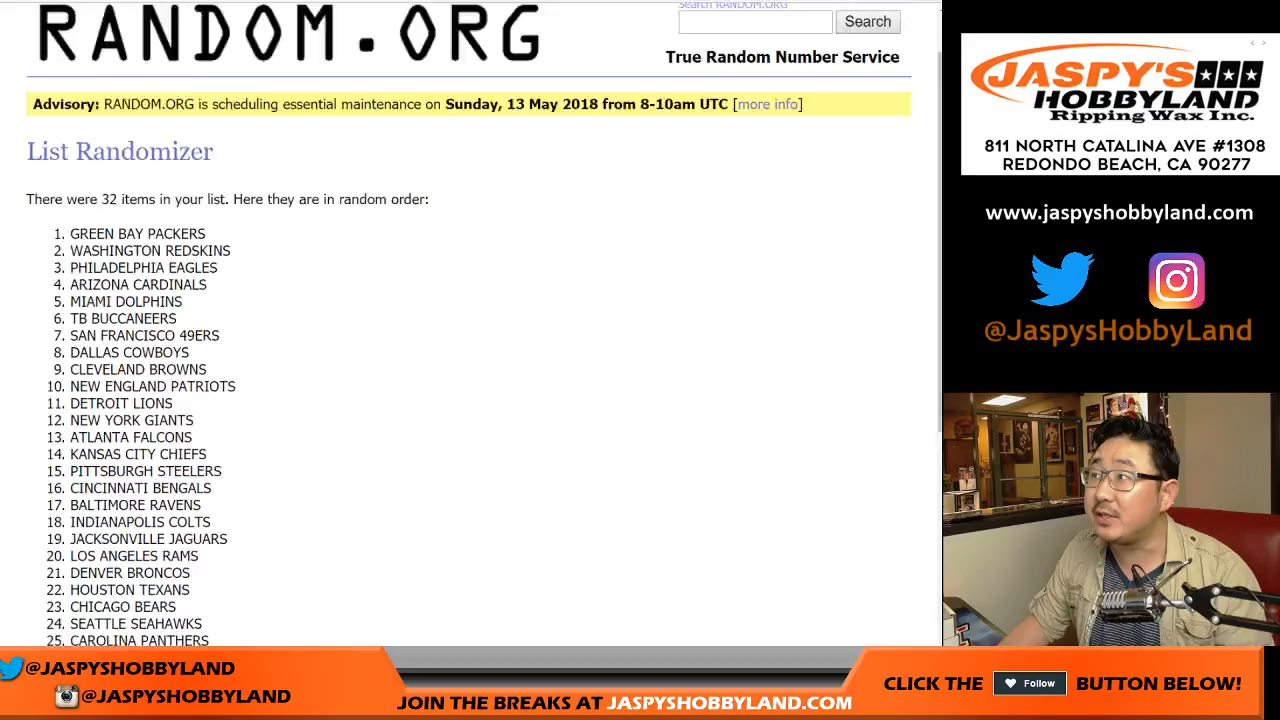 RANDOM.ORG
Search RANDOM.ORG
Search
True Random Number Service
Advisory: RANDOM.ORG is scheduling essential maintenance on Sunday, 13 May 2018 from 8-10am UTC [more info]
List Randomizer
There were 32 items in your list. Here they are in random order:
1. GREEN BAY PACKERS
2. WASHINGTON REDSKINS
3. PHILADELPHIA EAGLES
4. ARIZONA CARDINALS
5. MIAMI DOLPHINS
6. TB BUCCANEERS
7. SAN FRANCISCO 49ERS
8. DALLAS COWBOYS
9. CLEVELAND BROWNS
10. NEW ENGLAND PATRIOTS
11. DETROIT LIONS
12. NEW YORK GIANTS
13. ATLANTA FALCONS
14. KANSAS CITY CHIEFS
15. PITTSBURGH STEELERS
16. CINCINNATI BENGALS
17. BALTIMORE RAVENS
18. INDIANAPOLIS COLTS
19. JACKSONVILLE JAGUARS
20. LOS ANGELES RAMS
21. DENVER BRONCOS
22. HOUSTON TEXANS
23. CHICAGO BEARS
24. SEATTLE SEAHAWKS
25. CAROLINA PANTHERS
JASPY'S
HOBBYLAND
Ripping Wax Inc.
811 NORTH CATALINA AVE #1308
REDONDO BEACH, CA 90277
www.jaspyshobbyland.com
@JaspysHobbyLand
@JASPYSHOBBYLAND
@JASPYSHOBBYLAND
JOIN THE BREAKS AT JASPYSHOBBYLAND.COM
CLICK THE Follow BUTTON BELOW!